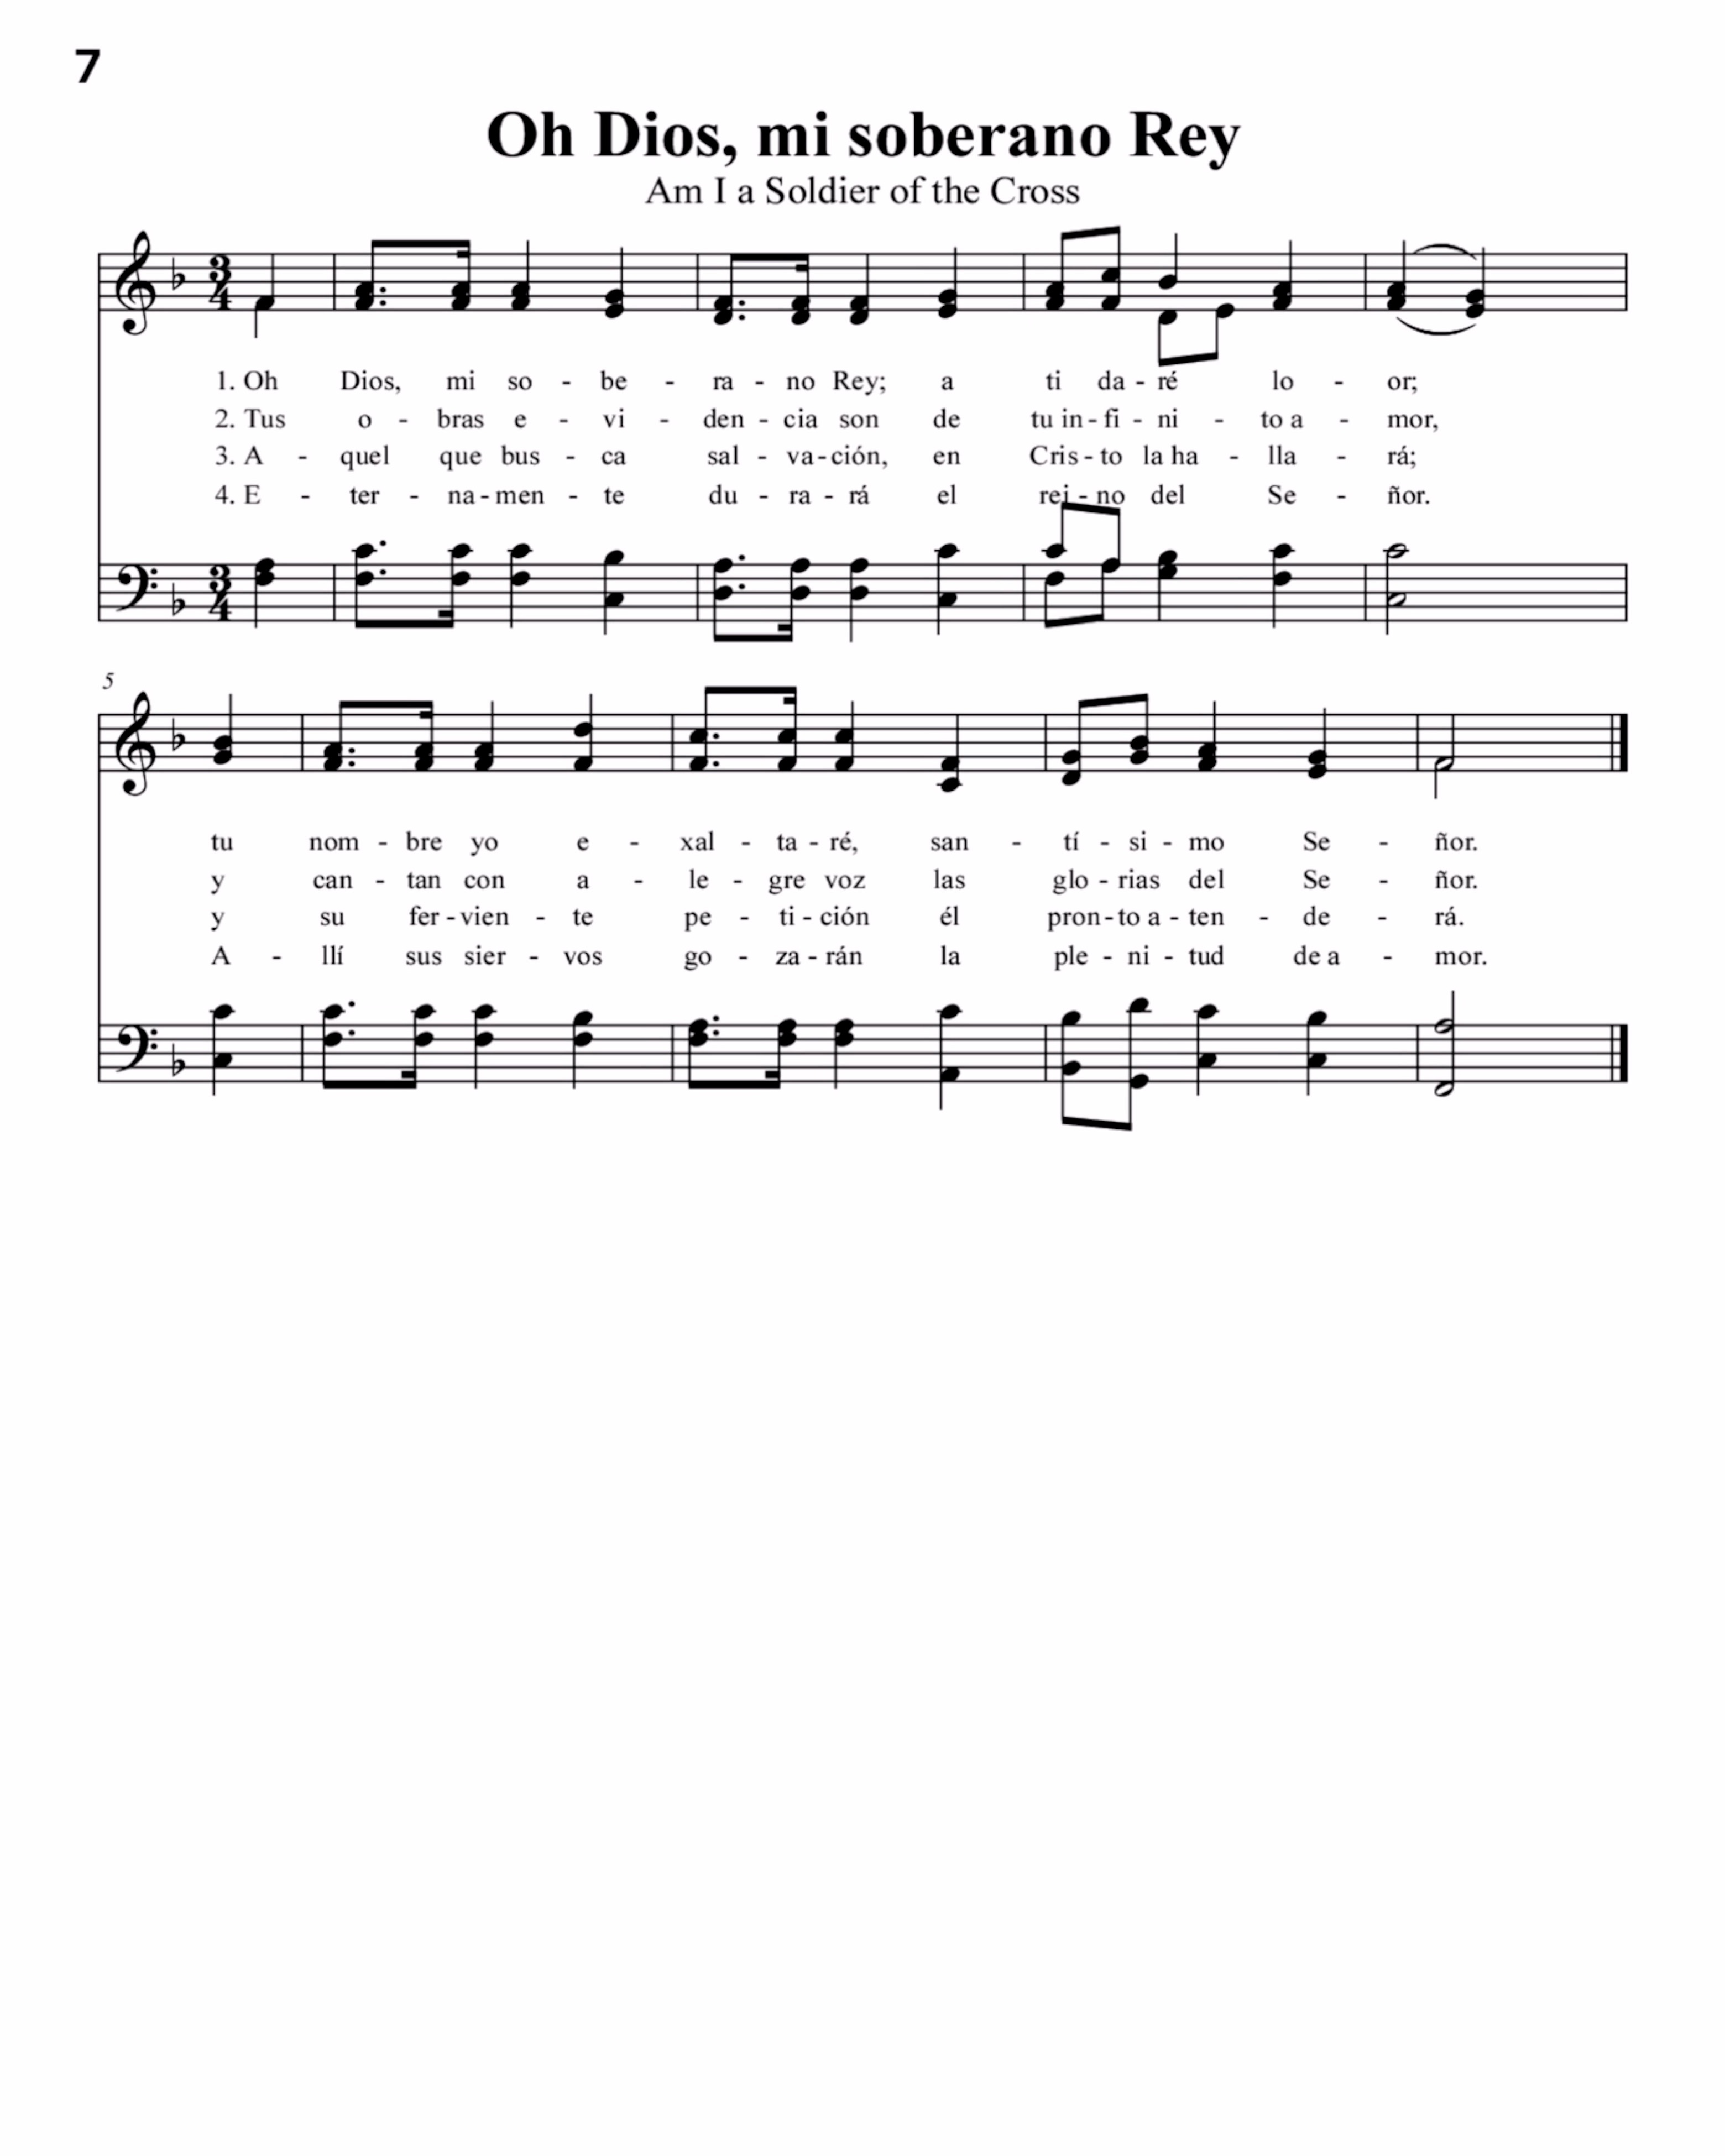 7
Oh Dios, mi soberano Rey
Am I a Soldier of the Cross
3 4
1. Oh Dios, mi so - be - ra - no Rey; a ti da - ré lo - or;
2. Tus o - bras e - vi - den - cia son de tu in - fi - ni - to a - mor,
3. A - quel que bus - ca sal - va - ción, en Cris - to la ha - lla - rá;
4. E - ter - na - men - te du - ra - rá el rei - no del Se - ñor.
3 4
5
tu nom - bre yo e - xal - ta - ré, san - tí - si - mo Se - ñor.
y can - tan con a - le - gre voz las glo - rias del Se - ñor.
y su fer - vien - te pe - ti - ción él pron - to a - ten - de - rá.
A - llí sus sier - vos go - za - rán la ple - ni - tud de a - mor.